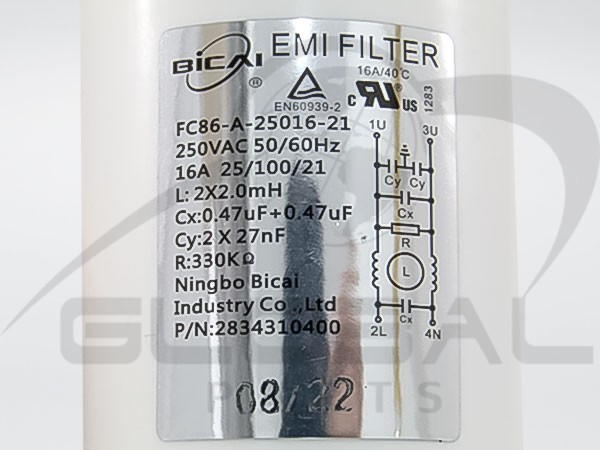 BICAI ® EMI FILTER
16A/40℃
EN60939-2
c RU US
1283
FC86-A-25016-21
250VAC 50/60Hz
16A 25/100/21
L: 2X2.0mH
Cx:0.47uF+0.47uF
Cy:2 X 27nF
R:330KΩ
Ningbo Bicai
Industry Co.,Ltd
P/N:2834310400
1U 3U
Cy Cy
Cx
R
L
Cx
2L 4N
08/22
GLOBAL
PARTS